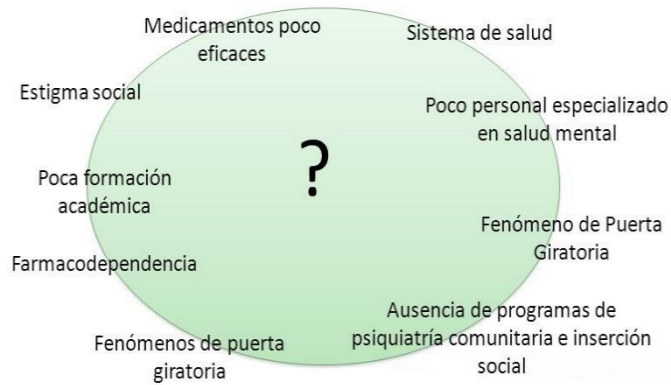 Medicamentos poco
eficaces
Sistema de salud
Estigma social
Poco personal especializado
en salud mental
?
Poca formación
académica
Fenómeno de Puerta
Giratoria
Farmacodependencia
Ausencia de programas de
psiquiatría comunitaria e inserción
social
Fenómenos de puerta
giratoria